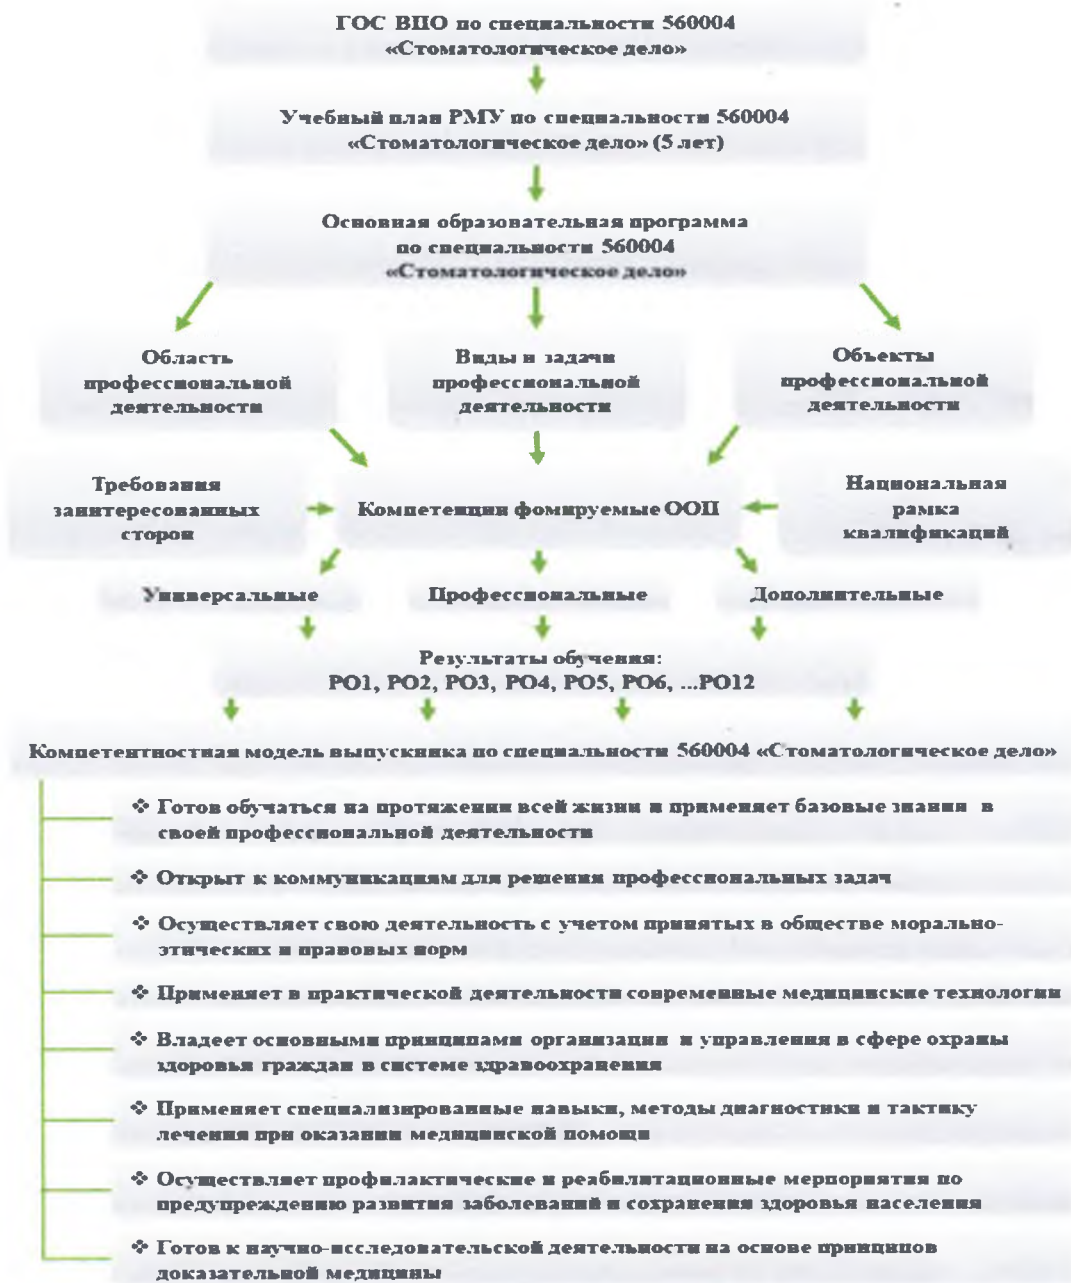 ГОС ВПО по специальности 560004
«Стоматологическое дело»
Учебный план РМУ по специальности 560004
«Стоматологическое дело» (5 лет)
Основная образовательная программа
по специальности 560004
«Стоматологическое дело»
Область
профессиональной
деятельности
Виды и задачи
профессиональной
деятельности
Объекты
профессиональной
деятельности
Требования
заинтересованных
сторон
Компетенции фомируемые ООП
Национальная
рамка
квалификаций
Универсальные
Профессиональные
Дополнительные
Результаты обучения:
РО1, РО2, РО3, РО4, РО5, РО6, ...РО12
Компетентностная модель выпускника по специальности 560004 «Стоматологическое дело»
❖ Готов обучаться на протяжении всей жизни и применяет базовые знания в
своей профессиональной деятельности
❖ Открыт к коммуникациям для решения профессиональных задач
❖ Осуществляет свою деятельность с учетом принятых в обществе морально-
этических и правовых норм
❖ Применяет в практической деятельности современные медицинские технологии
❖ Владеет основными принципами организации и управления в сфере охраны
здоровья граждан в системе здравоохранения
❖ Применяет специализированные навыки, методы диагностики и тактику
лечения при оказании медицинской помощи
❖ Осуществляет профилактические и реабилитационные мерпориятия по
предупреждению развития заболеваний и сохранения здоровья населения
❖ Готов к научно-исследовательской деятельности на основе принципов
доказательной медицины